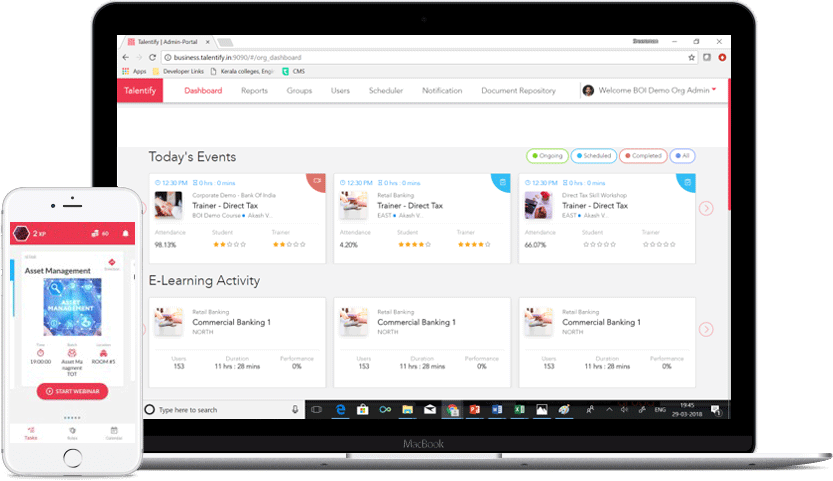 Talentify | Admin-Portal
business.talentify.in:9090/#/org_dashboard
Apps Developer Links Kerala colleges, Engi CMS
Talentify Dashboard Reports Groups Users Scheduler Notification Document Repository Welcome BOI Demo Org Admin
Today's Events Ongoing Scheduled Completed All
12:30 PM 0 hrs : 0 mins
Corporate Demo - Bank Of India
Trainer - Direct Tax
BOI Damio Course Akash V..
Attendance Student Trainer
98.13%
12:30 PM 0 hrs : 0 mins
Retail Banking
Trainer - Direct Tax
EAST Akash V..
Attendance Student Trainer
4.20%
12:30 PM 0 hrs : 0 mins
Direct Tax Skill Workshop
Trainer - Direct Tax
EAST Akash V..
Attendance Student Trainer
66.07%
E-Learning Activity
Retail Banking
Commercial Banking 1
NORTH
Users Duration Performance
153 11 hrs : 28 mins 0%
Retail Banking
Commercial Banking 1
NORTH
Users Duration Performance
153 11 hrs : 28 mins 0%
Retail Banking
Commercial Banking 1
NORTH
Users Duration Performance
153 11 hrs : 28 mins 0%
Type here to search
ENG
19:45
29-03-2018
MacBook
2 XP 60
HOME
Asset Management
ASSET
MANAGEMENT
19:00:00 Asset Ma ROOM #5
nagment
TOT
START WEBINAR
Tasks Roles Calendar